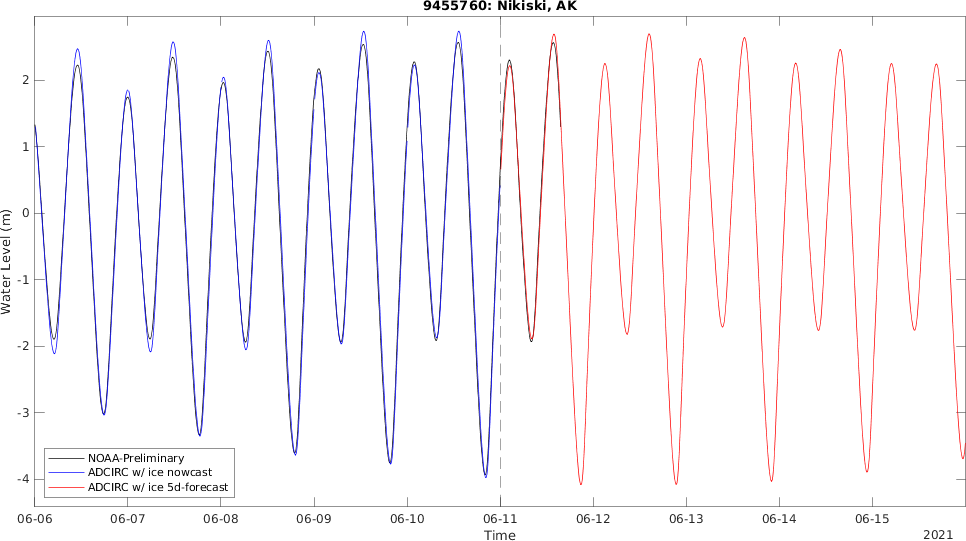 9455760: Nikiski, AK
Water Level (m)
2
1
0
-1
-2
-3
-4
NOAA-Preliminary
ADCIRC w/ ice nowcast
ADCIRC w/ ice 5d-forecast
06-06 06-07 06-08 06-09 06-10 06-11 06-12 06-13 06-14 06-15
Time
2021